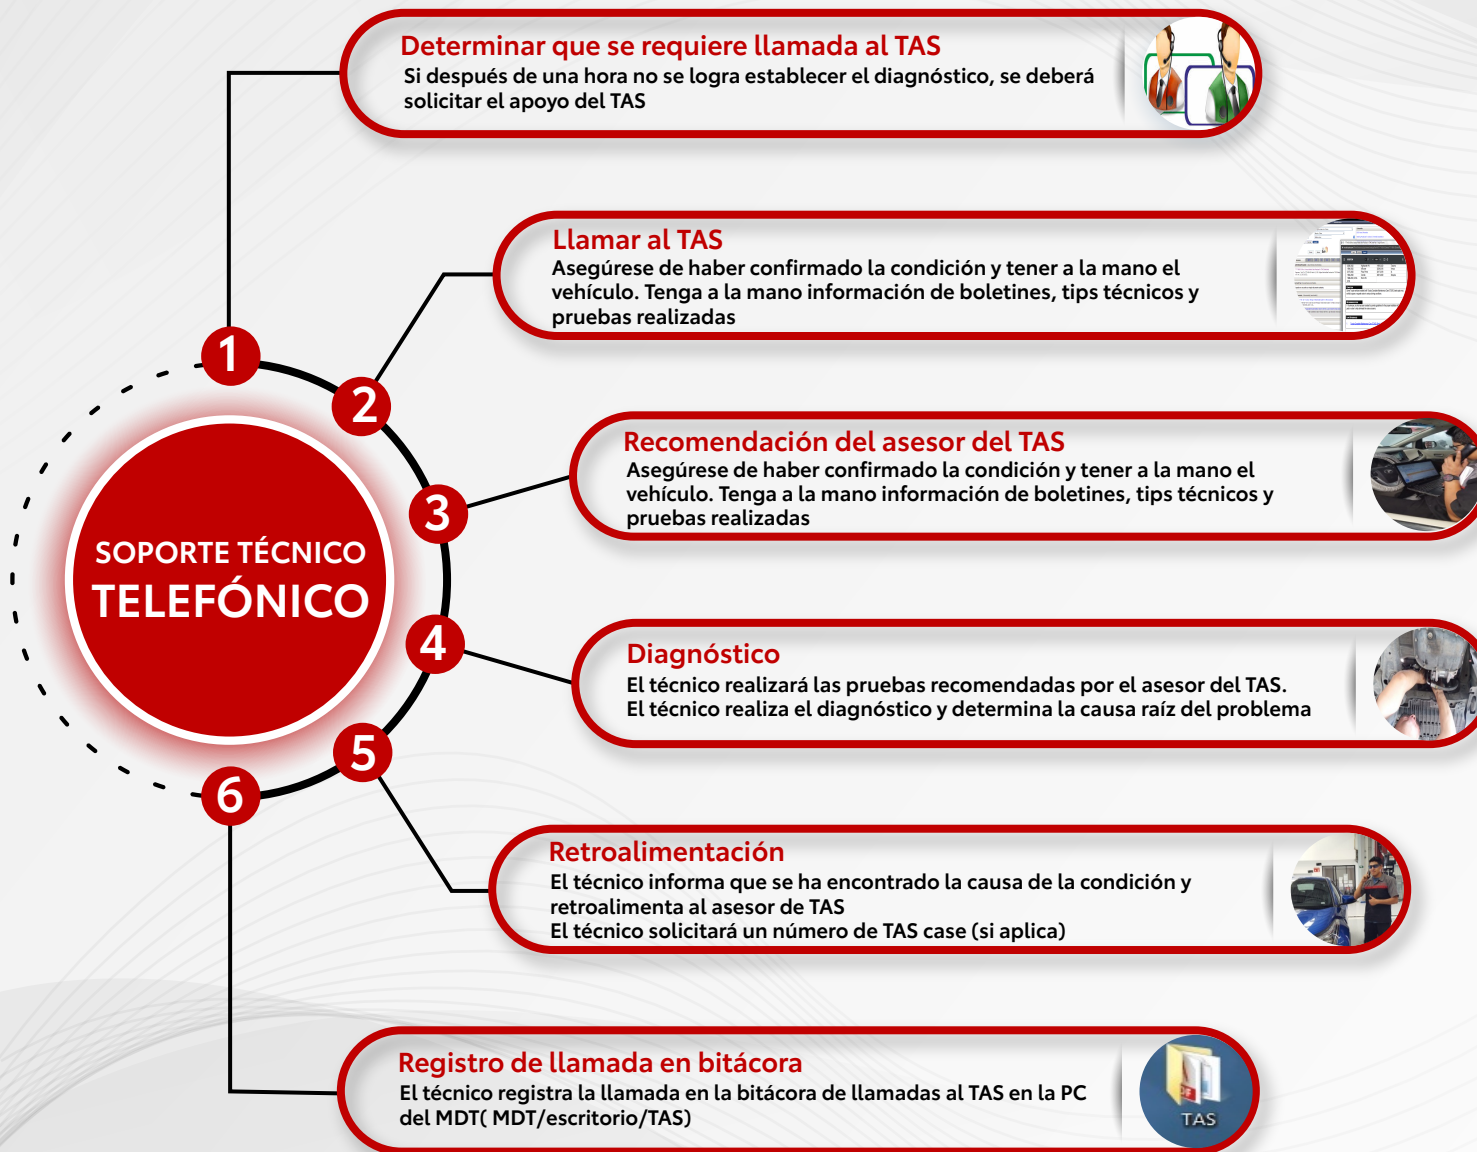 Determinar que se requiere llamada al TAS
Si después de una hora no se logra establecer el diagnóstico, se deberá
solicitar el apoyo del TAS
Llamar al TAS
Asegúrese de haber confirmado la condición y tener a la mano el
vehículo. Tenga a la mano información de boletines, tips técnicos y
pruebas realizadas
1
2
Recomendación del asesor del TAS
Asegúrese de haber confirmado la condición y tener a la mano el
vehículo. Tenga a la mano información de boletines, tips técnicos y
pruebas realizadas
3
SOPORTE TÉCNICO
TELEFÓNICO
4
Diagnóstico
El técnico realizará las pruebas recomendadas por el asesor del TAS.
El técnico realiza el diagnóstico y determina la causa raíz del problema
5
6
Retroalimentación
El técnico informa que se ha encontrado la causa de la condición y
retroalimenta al asesor de TAS
El técnico solicitará un número de TAS case (si aplica)
Registro de llamada en bitácora
El técnico registra la llamada en la bitácora de llamadas al TAS en la PC
del MDT( MDT/escritorio/TAS)
TAS